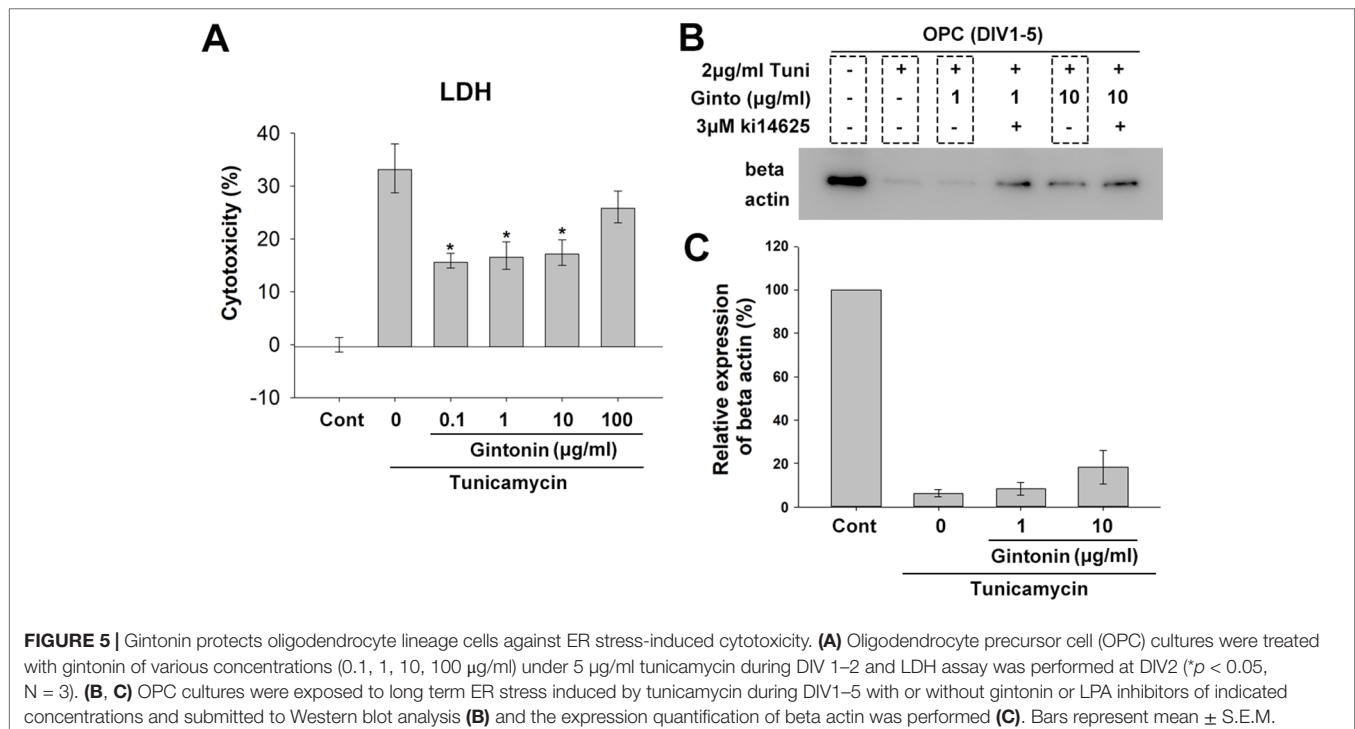 A
LDH
Cytotoxicity (%)
40
30
20
10
0
-10
*
*
*
Cont
0
0.1
1
10
100
Gintonin (µg/ml)
Tunicamycin
B
OPC (DIV1-5)
2µg/ml Tuni - + + + + +
Ginto (µg/ml) - - 1 1 10 10
3µM ki14625 - - - + - +
beta
actin
C
Relative expression
of beta actin (%)
120
100
80
60
40
20
0
Cont
0
1
10
Gintonin (µg/ml)
Tunicamycin
FIGURE 5 | Gintonin protects oligodendrocyte lineage cells against ER stress-induced cytotoxicity. (A) Oligodendrocyte precursor cell (OPC) cultures were treated
with gintonin of various concentrations (0.1, 1, 10, 100 µg/ml) under 5 µg/ml tunicamycin during DIV 1–2 and LDH assay was performed at DIV2 (*p < 0.05,
N = 3). (B, C) OPC cultures were exposed to long term ER stress induced by tunicamycin during DIV1–5 with or without gintonin or LPA inhibitors of indicated
concentrations and submitted to Western blot analysis (B) and the expression quantification of beta actin was performed (C). Bars represent mean ± S.E.M.